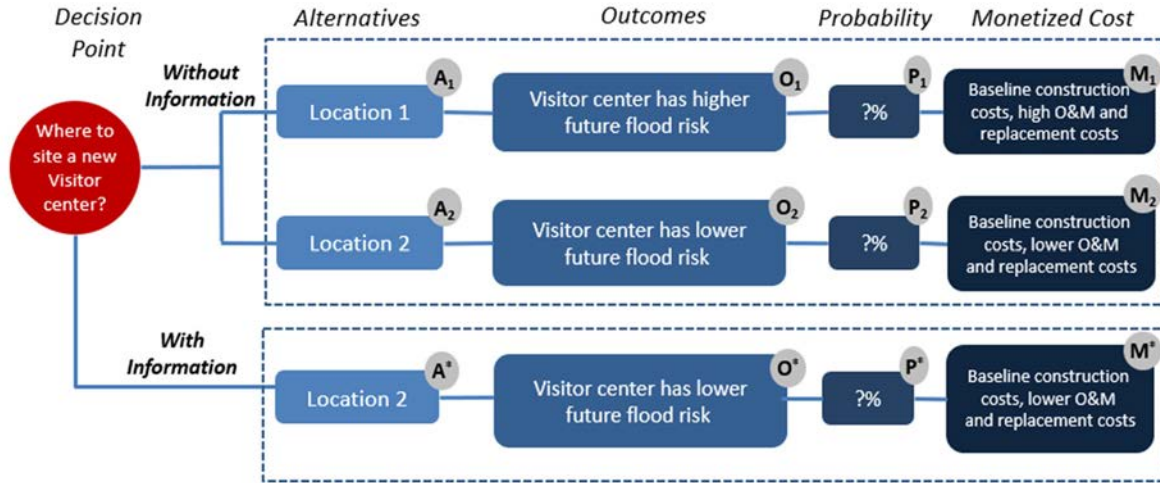 Decision
Point
Alternatives
Outcomes
Probability
Monetized Cost
Without
Information
Where to
site a new
Visitor
center?
Location 1
A₁
Visitor center has higher
future flood risk
O₁
?%
P₁
Baseline construction
costs, high O&M and
replacement costs
M₁
Location 2
A₂
Visitor center has lower
future flood risk
O₂
?%
P₂
Baseline construction
costs, lower O&M
and replacement costs
M₂
With
Information
Location 2
A*
Visitor center has lower
future flood risk
O*
?%
P*
Baseline construction
costs, lower O&M
and replacement costs
M*